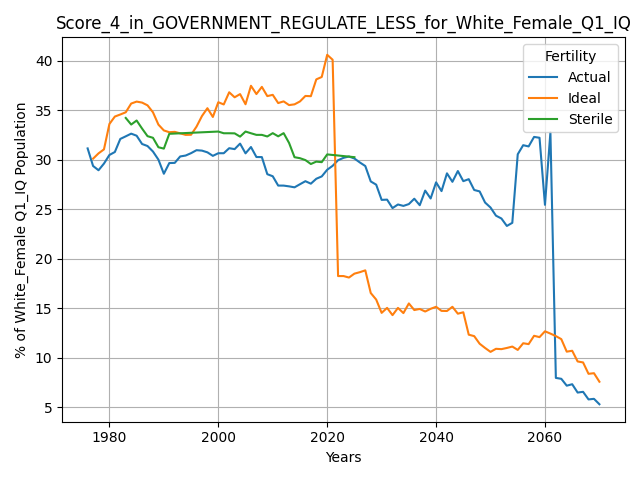 Score_4_in_GOVERNMENT_REGULATE_LESS_for_White_Female_Q1_IQ
Fertility
Actual
Ideal
Sterile
% of White_Female Q1_IQ Population
40
35
30
25
20
15
10
5
1980 2000 2020 2040 2060
Years